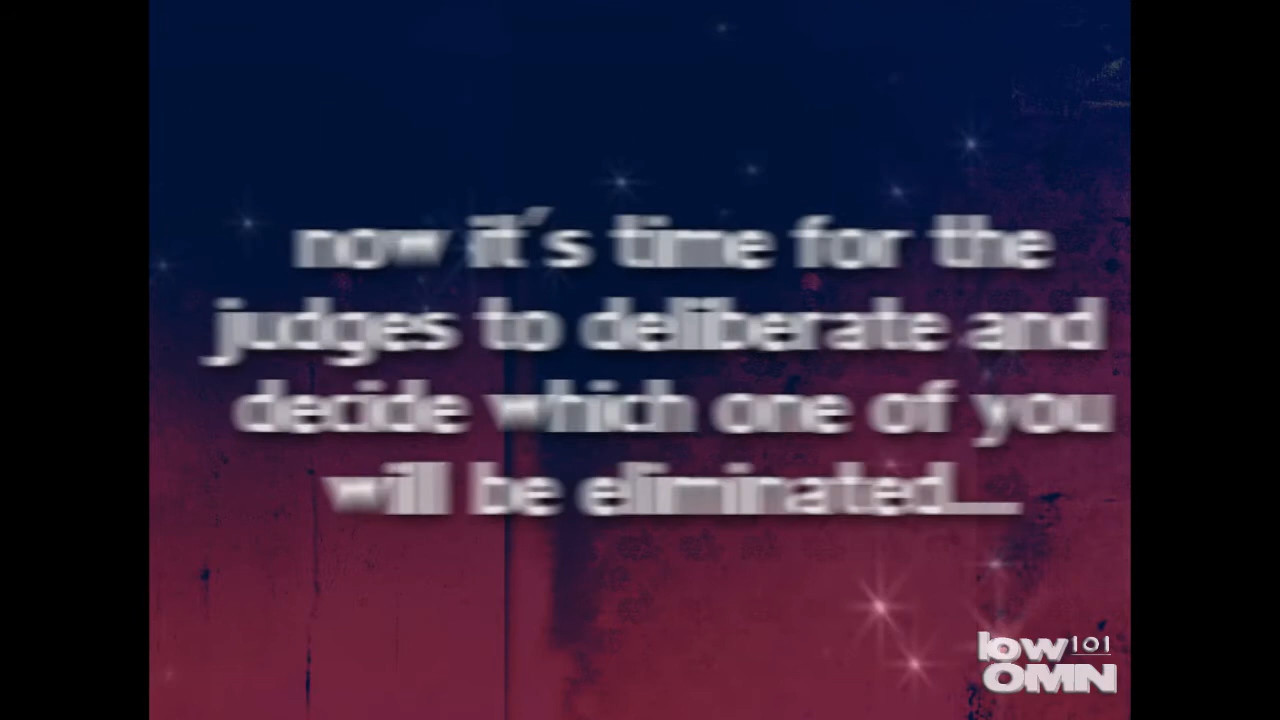 now it's time for the
judges to deliberate and
decide which one of you
will be eliminated...
low 101
OMN